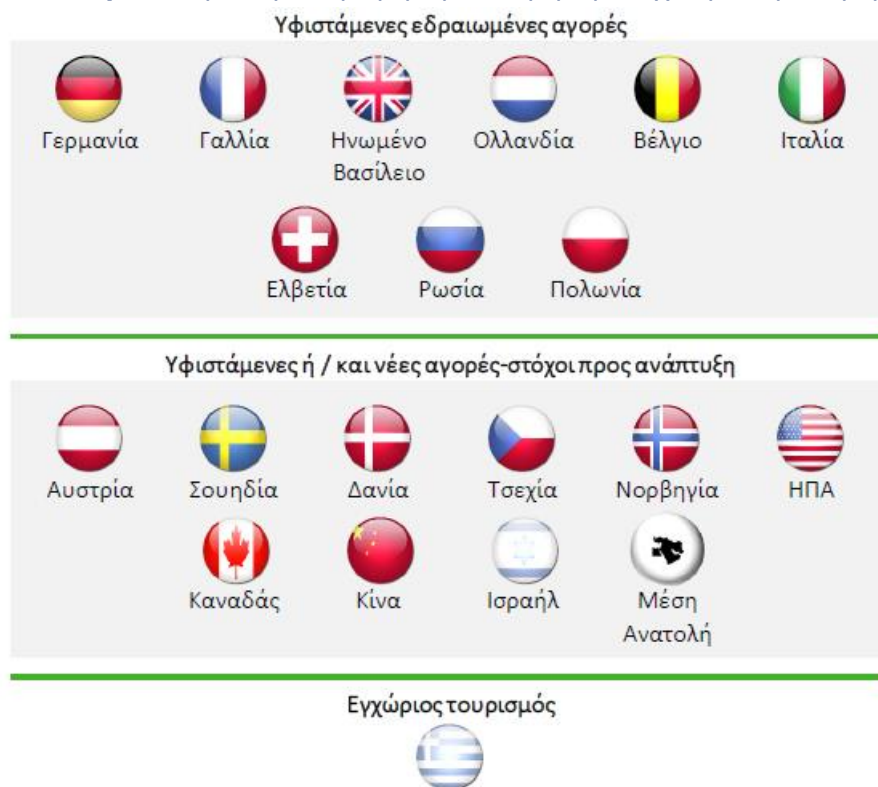 Υφιστάμενες εδραιωμένες αγορές
Γερμανία Γαλλία Ηνωμένο Βασίλειο Ολλανδία Βέλγιο Ιταλία
Ελβετία Ρωσία Πολωνία
Υφιστάμενες ή / και νέες αγορές-στόχοι προς ανάπτυξη
Αυστρία Σουηδία Δανία Τσεχία Νορβηγία ΗΠΑ
Καναδάς Κίνα Ισραήλ Μέση Ανατολή
Εγχώριος τουρισμός